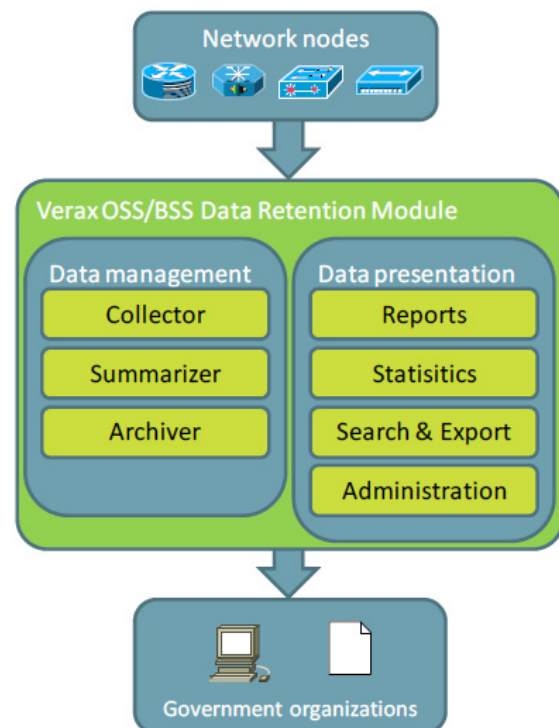 Network nodes
Verax OSS/BSS Data Retention Module
Data management
Collector
Summarizer
Archiver
Data presentation
Reports
Statisitics
Search & Export
Administration
Government organizations